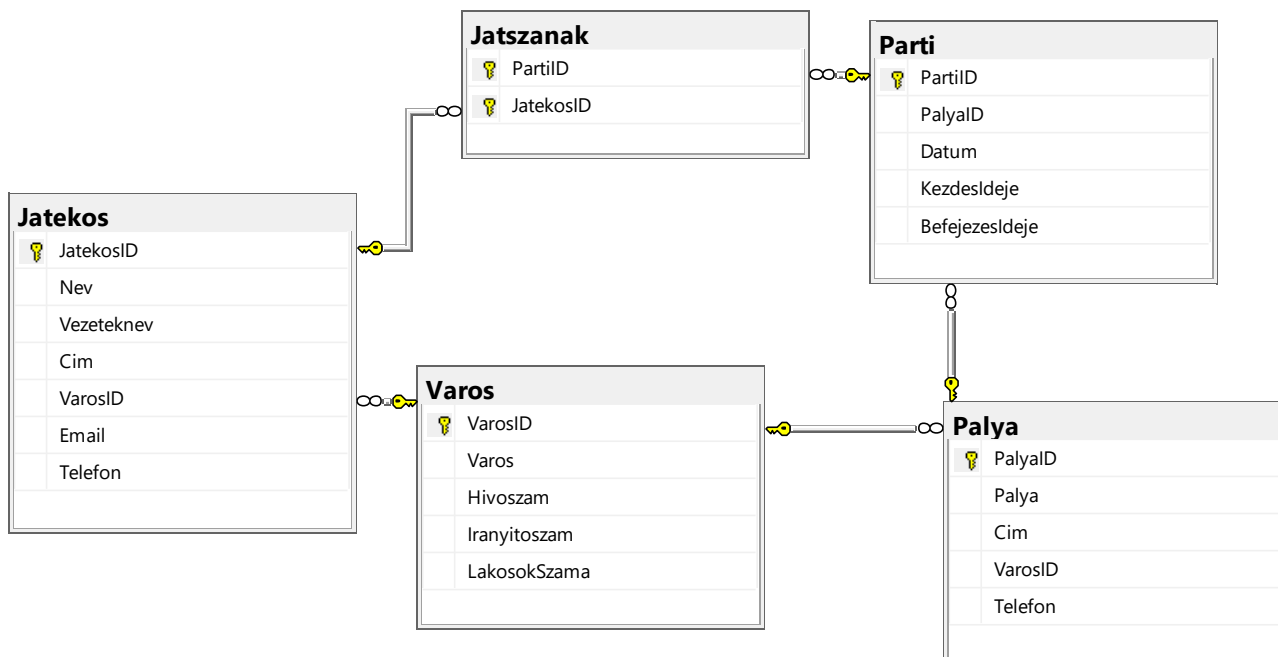 Jatszanak
PartiID
JatekosID
Parti
PartiID
PalyaID
Datum
KezdesIdeje
BefejezesIdeje
Jatekos
JatekosID
Nev
Vezeteknev
Cim
VarosID
Email
Telefon
Varos
VarosID
Varos
Hivoszam
Iranyitoszam
LakosokSzama
Palya
PalyaID
Palya
Cim
VarosID
Telefon